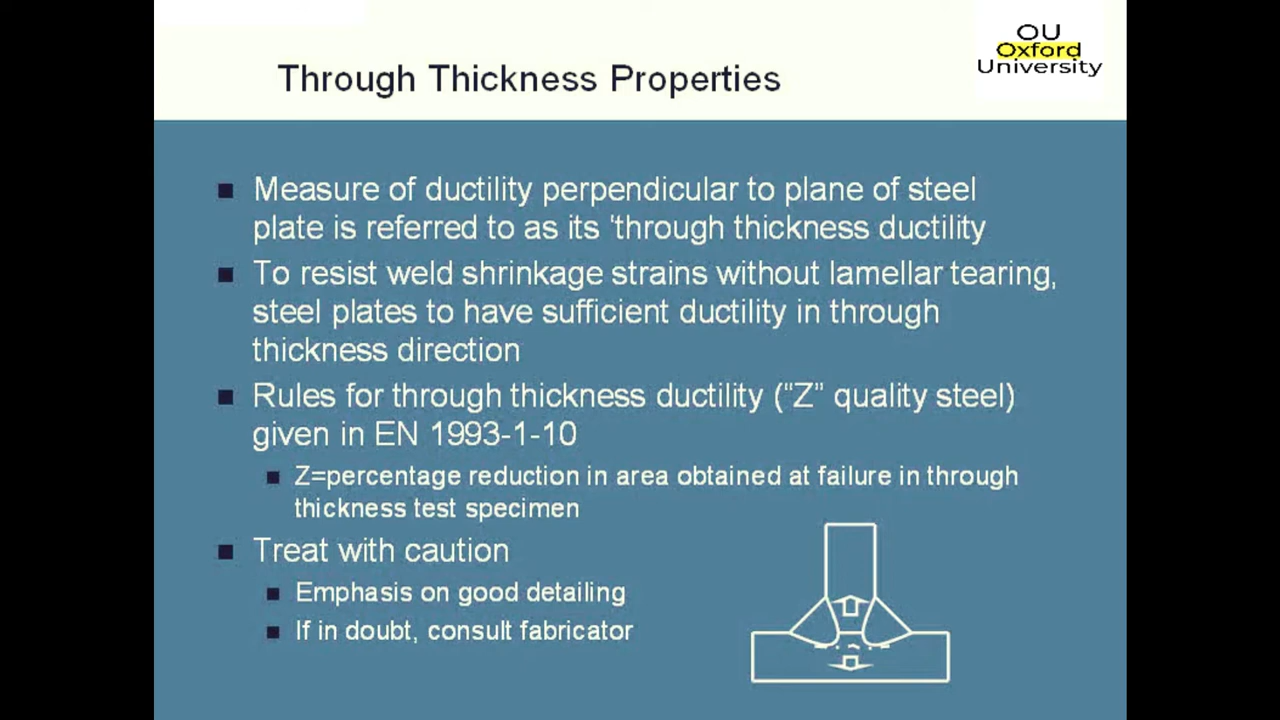 OU
Oxford
University
Through Thickness Properties
Measure of ductility perpendicular to plane of steel
plate is referred to as its 'through thickness ductility
To resist weld shrinkage strains without lamellar tearing,
steel plates to have sufficient ductility in through
thickness direction
Rules for through thickness ductility (“Z” quality steel)
given in EN 1993-1-10
Z=percentage reduction in area obtained at failure in through
thickness test specimen
Treat with caution
Emphasis on good detailing
If in doubt, consult fabricator